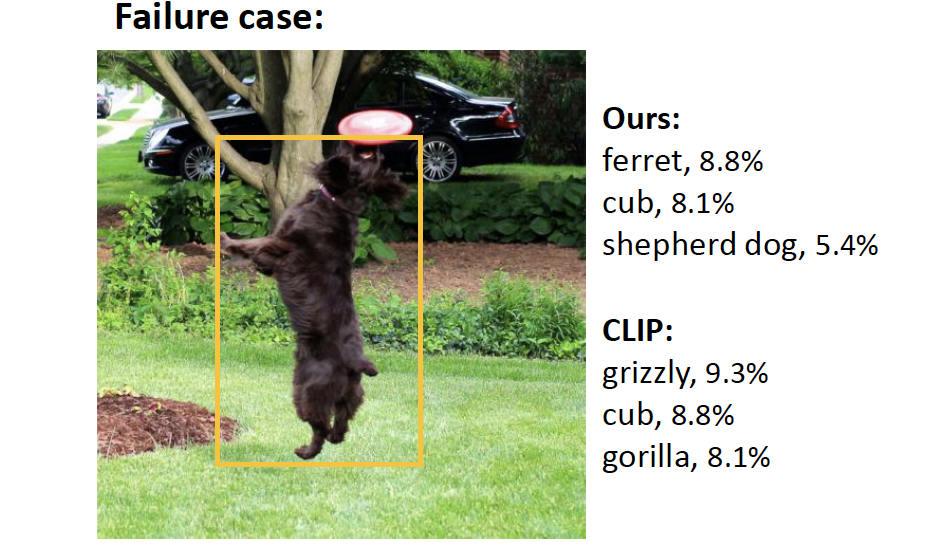 Failure case:
Ours:
ferret, 8.8%
cub, 8.1%
shepherd dog, 5.4%
CLIP:
grizzly, 9.3%
cub, 8.8%
gorilla, 8.1%